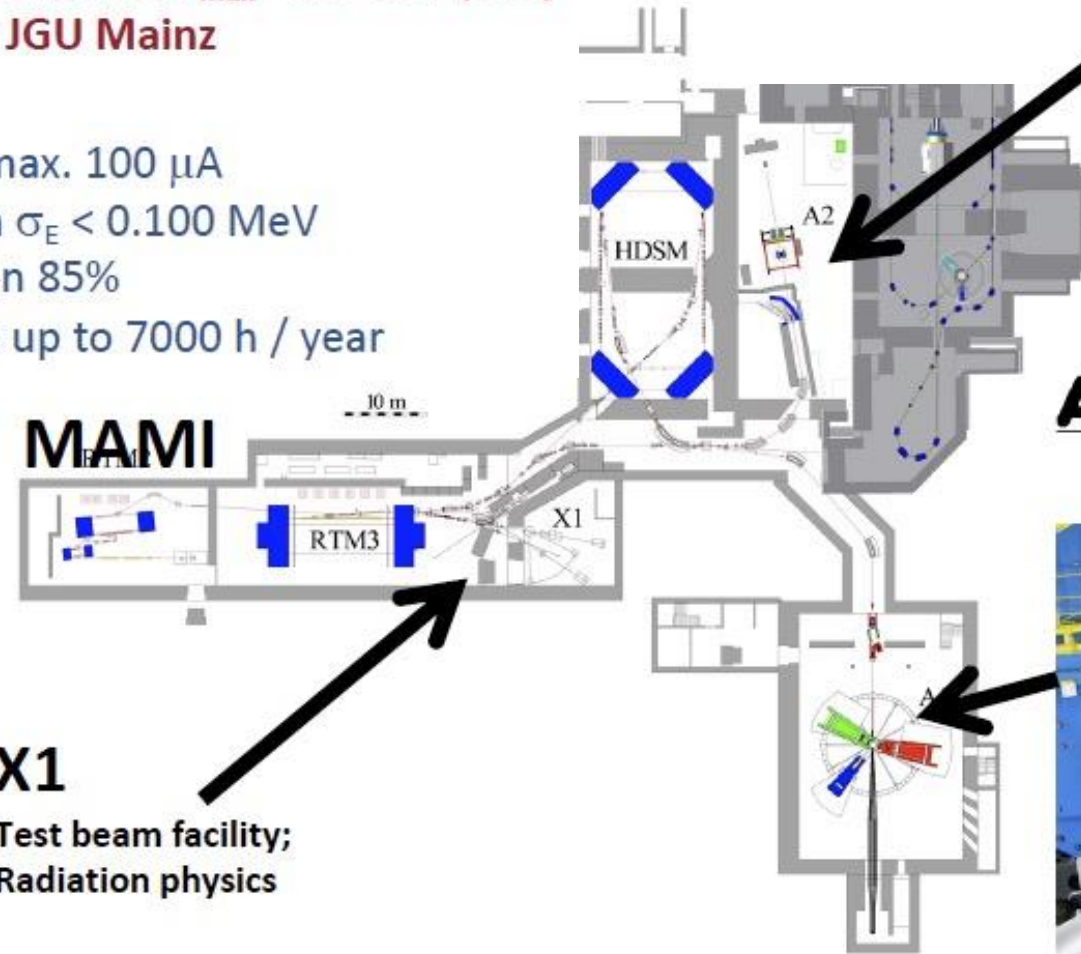 JGU Mainz
max. 100 μA
σE < 0.100 MeV
85%
up to 7000 h / year
A2
HDSM
10 m
MAMI
RTM3
X1
A
X1
Test beam facility;
Radiation physics